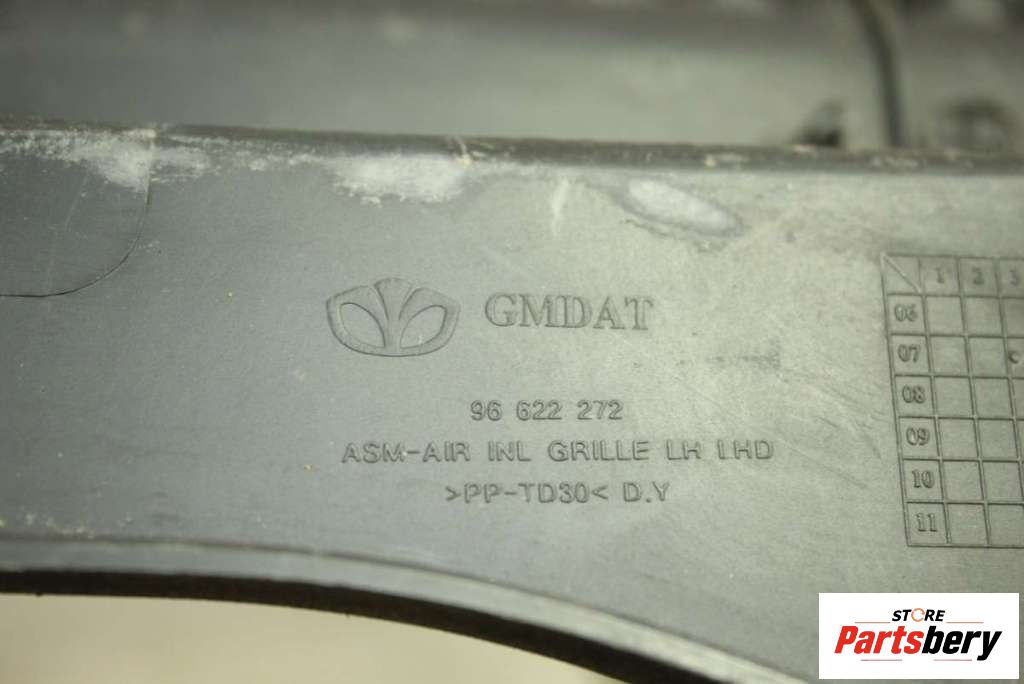 GMDAT
96 622 272
ASM-AIR INL GRILLE LH LHD
>PP-TD30< D.Y
1 2 3
06
07 c
08
09
10
11
STORE
Partsbery